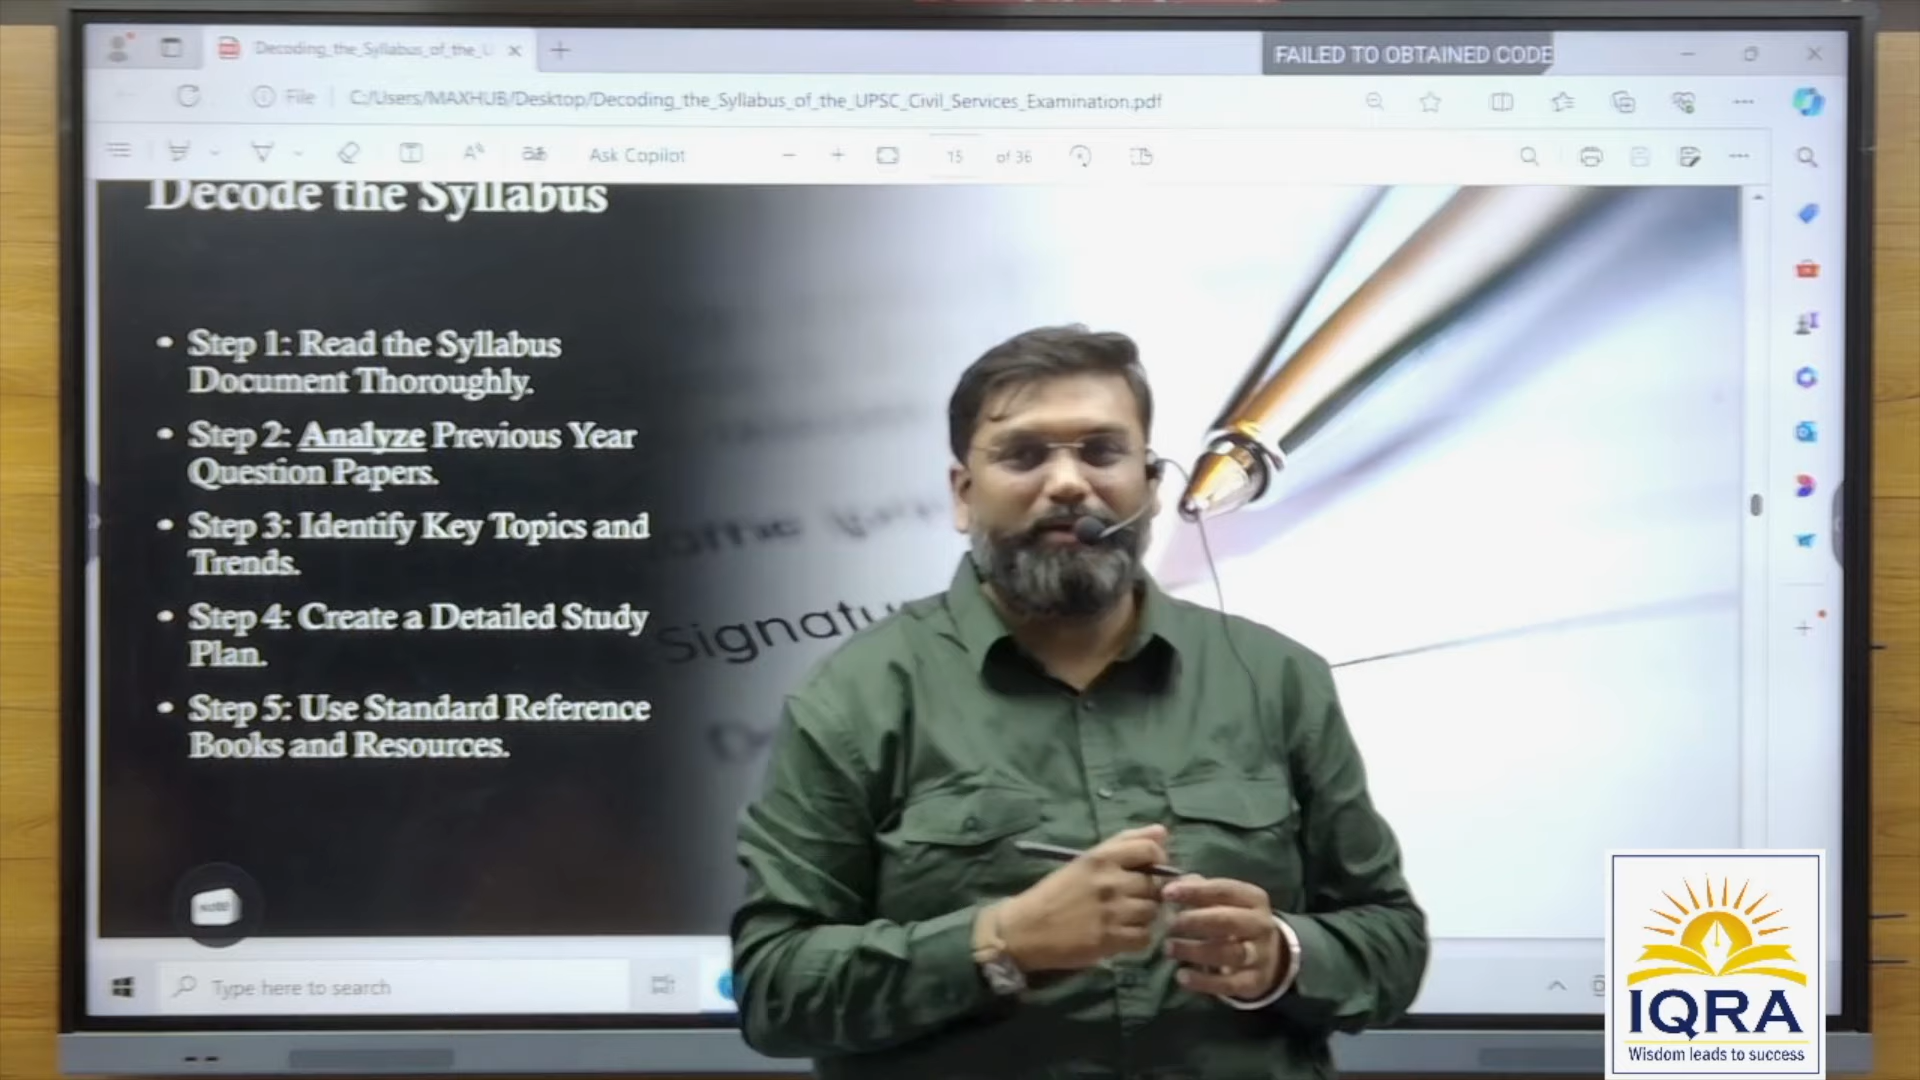 Decoding_the_Syllabus_of_the_U
FAILED TO OBTAINED CODE
File
C:/Users/MAXHUB/Desktop/Decoding_the_Syllabus_of_the_UPSC_Civil_Services_Examination.pdf
Ask Copilot
15 of 36
Decode the Syllabus
• Step 1: Read the Syllabus
Document Thoroughly.
• Step 2: Analyze Previous Year
Question Papers.
• Step 3: Identify Key Topics and
Trends.
• Step 4: Create a Detailed Study
Plan.
• Step 5: Use Standard Reference
Books and Resources.
Signatu
NOTE
Type here to search
IQRA
Wisdom leads to success